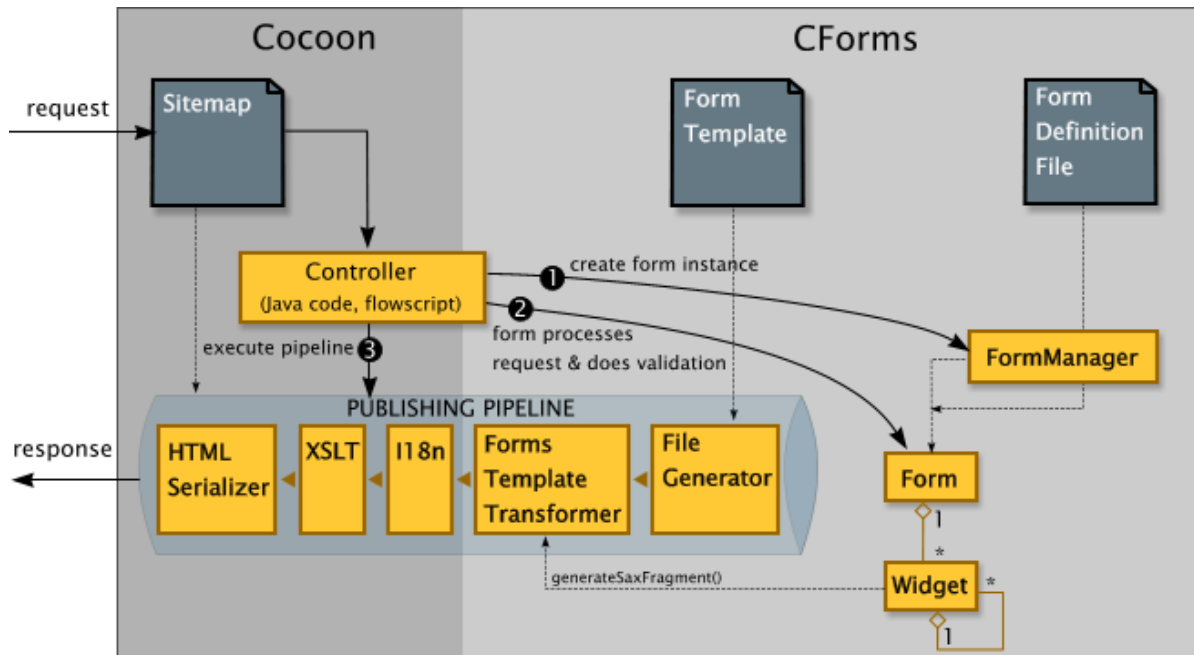 Cocoon
CForms
request
Sitemap
Form
Template
Form
Definition
File
Controller
(Java code, flowscript)
1
create form instance
2
form processes
request & does validation
execute pipeline
3
FormManager
PUBLISHING PIPELINE
response
HTML
Serializer
XSLT
I18n
Forms
Template
Transformer
File
Generator
Form
1
*
generateSaxFragment()
Widget
*
1